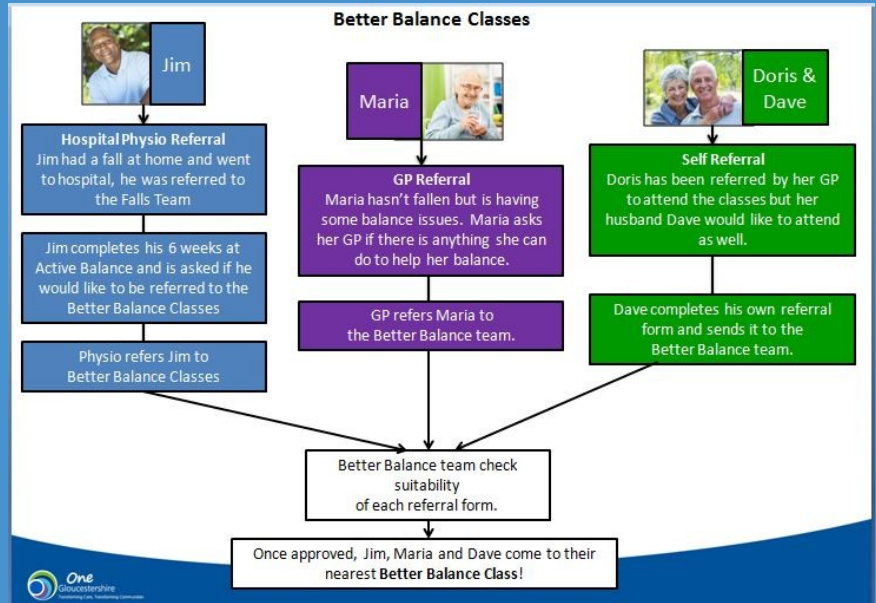 Better Balance Classes
Jim
Hospital Physio Referral
Jim had a fall at home and went
to hospital, he was referred to
the Falls Team
Jim completes his 6 weeks at
Active Balance and is asked if he
would like to be referred to the
Better Balance Classes
Physio refers Jim to
Better Balance Classes
Maria
GP Referral
Maria hasn't fallen but is having
some balance issues. Maria asks
her GP if there is anything she can
do to help her balance.
GP refers Maria to
the Better Balance team.
Doris &
Dave
Self Referral
Doris has been referred by her GP
to attend the classes but her
husband Dave would like to attend
as well.
Dave completes his own referral
form and sends it to the
Better Balance team.
Better Balance team check
suitability
of each referral form.
Once approved, Jim, Maria and Dave come to their
nearest Better Balance Class!
One
Gloucestershire
Transforming Care, Transforming Communities